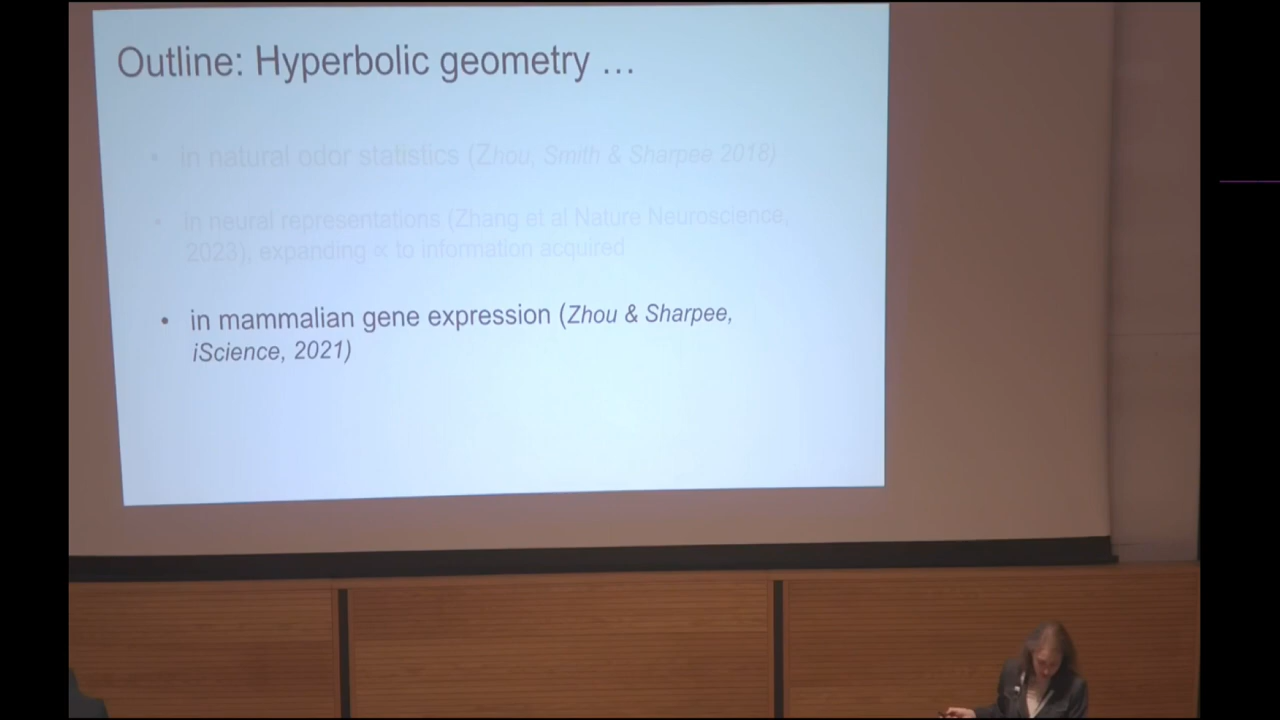 Outline: Hyperbolic geometry …
• in natural odor statistics (Zhou, Smith & Sharpee 2018)
• in neural representations (Zhang et al Nature Neuroscience,
2023), expanding ∝ to information acquired
• in mammalian gene expression (Zhou & Sharpee,
iScience, 2021)